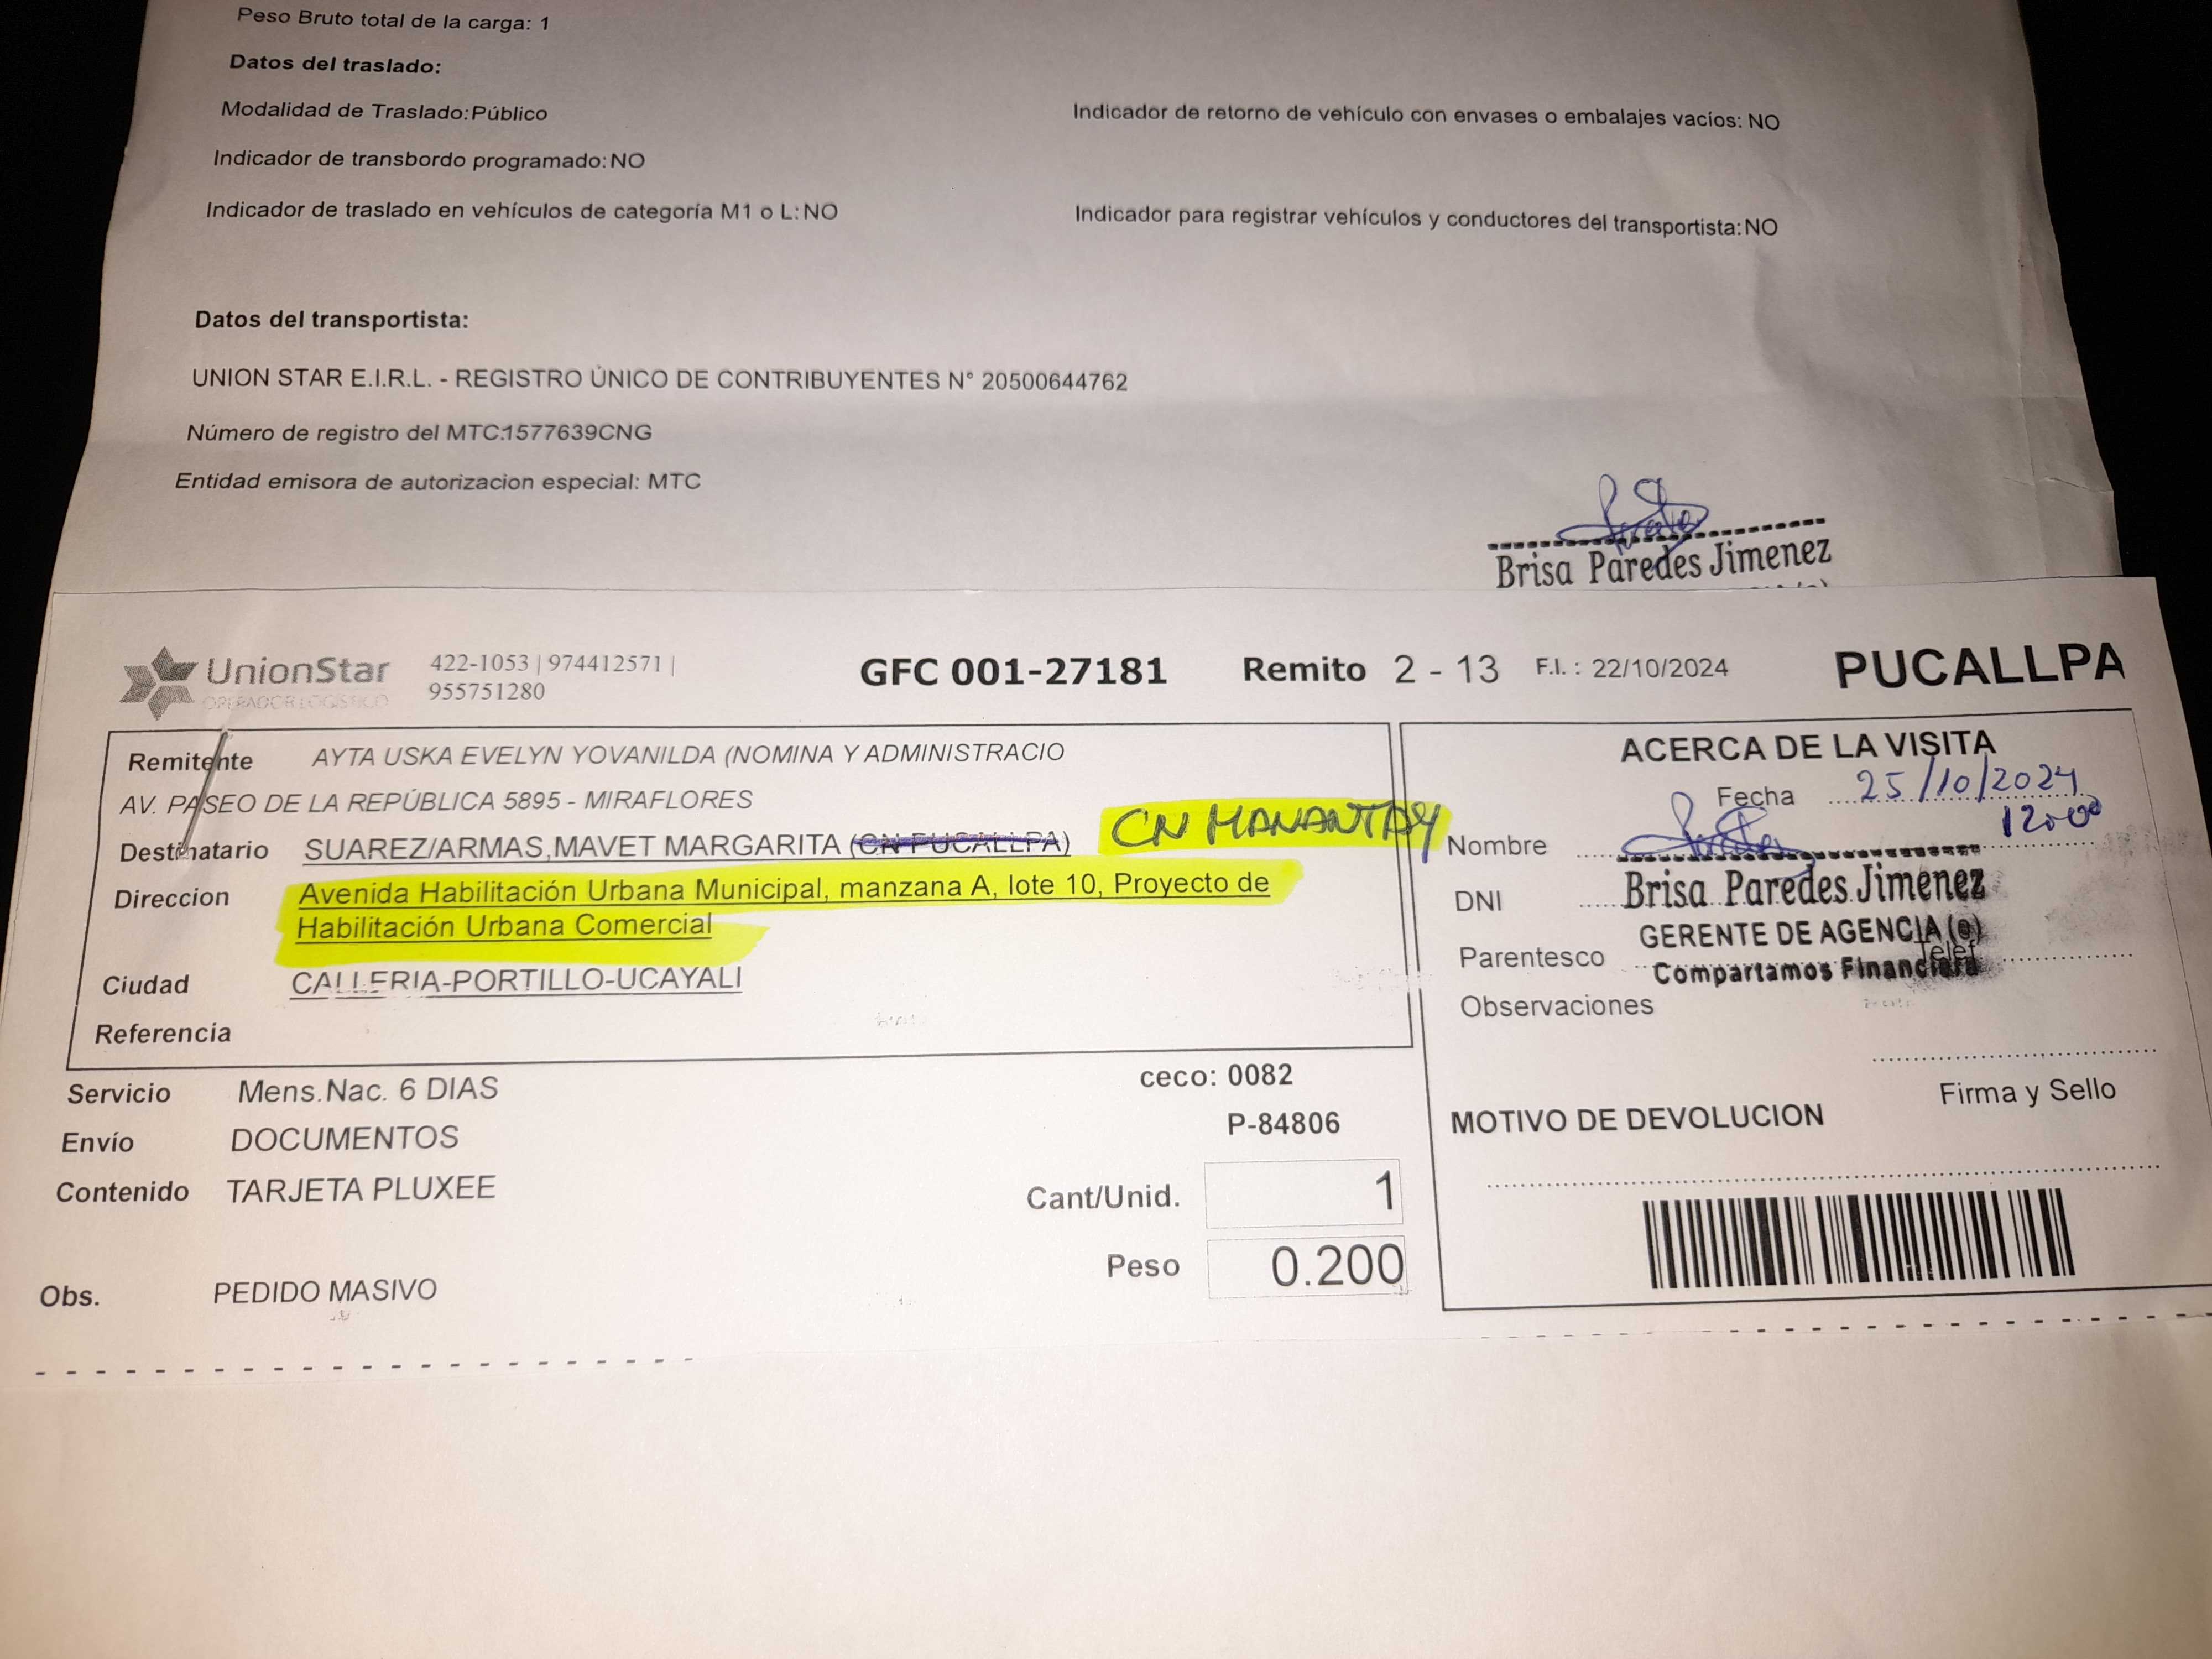 Peso Bruto total de la carga: 1
Datos del traslado:
Modalidad de Traslado:Público
Indicador de retorno de vehículo con envases o embalajes vacíos: NO
Indicador de transbordo programado:NO
Indicador de traslado en vehículos de categoría M1 o L:NO
Indicador para registrar vehículos y conductores del transportista:NO
Datos del transportista:
UNION STAR E.I.R.L. - REGISTRO ÚNICO DE CONTRIBUYENTES N° 20500644762
Número de registro del MTC:1577639CNG
Entidad emisora de autorizacion especial: MTC
Brisa Paredes Jimenez
UnionStar
OPERADOR LOGISTICO
422-1053 | 974412571 |
955751280
GFC 001-27181
Remito 2 - 13
F.I. : 22/10/2024
PUCALLPA
Remitente AYTA USKA EVELYN YOVANILDA (NOMINA Y ADMINISTRACIO
AV. PASEO DE LA REPÚBLICA 5895 - MIRAFLORES
Destinatario SUAREZ/ARMAS,MAVET MARGARITA (CN PUCALLPA) CN MANANTAY
Direccion Avenida Habilitación Urbana Municipal, manzana A, lote 10, Proyecto de
Habilitación Urbana Comercial
Ciudad CALLERIA-PORTILLO-UCAYALI
Referencia
ACERCA DE LA VISITA
Fecha 25/10/2024
12:00
Nombre
DNI Brisa Paredes Jimenez
GERENTE DE AGENCIA (e)
Telef
Parentesco Compartamos Financiera
Observaciones
Firma y Sello
MOTIVO DE DEVOLUCION
Servicio Mens.Nac. 6 DIAS
ceco: 0082
Envío DOCUMENTOS
P-84806
Contenido TARJETA PLUXEE
Cant/Unid. 1
Peso 0.200
Obs. PEDIDO MASIVO